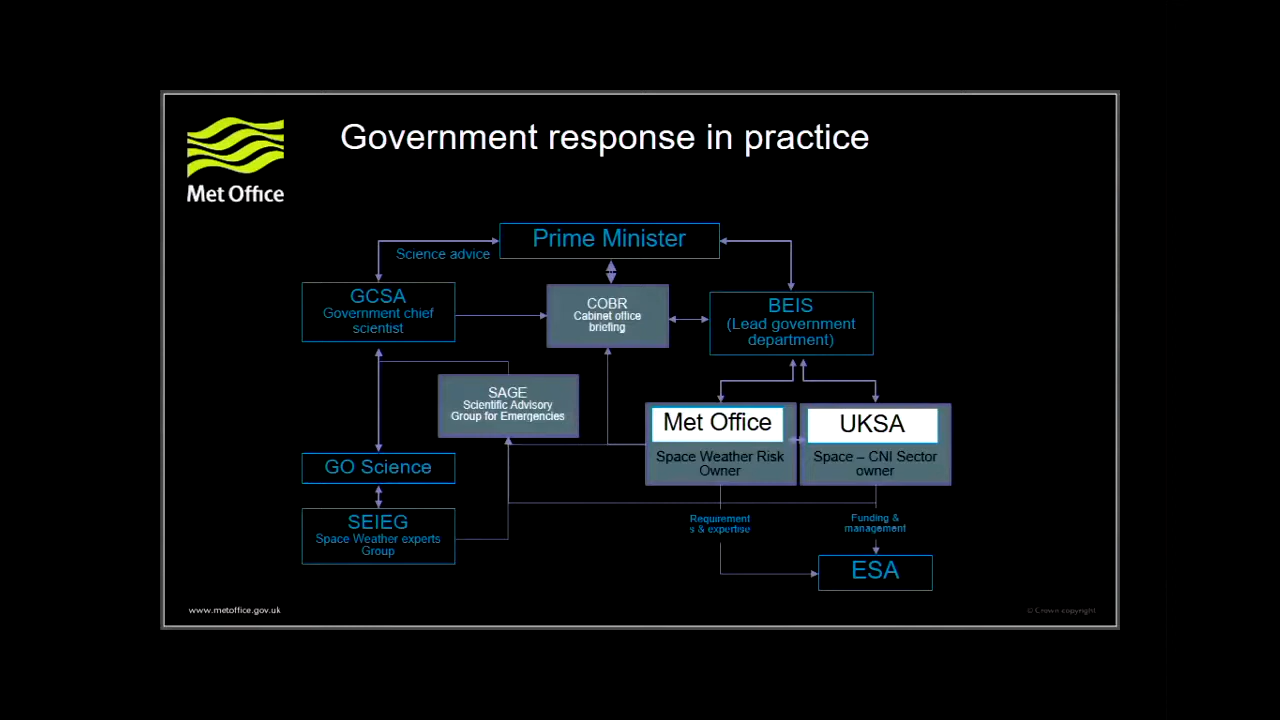 Government response in practice
Met Office
Prime Minister
Science advice
GCSA
Government chief
scientist
COBR
Cabinet office
briefing
BEIS
(Lead government
department)
SAGE
Scientific Advisory
Group for Emergencies
Met Office
Space Weather Risk
Owner
UKSA
Space – CNI Sector
owner
GO Science
SEIEG
Space Weather experts
Group
Requirement
s & expertise
Funding &
management
ESA
www.metoffice.gov.uk
© Crown copyright